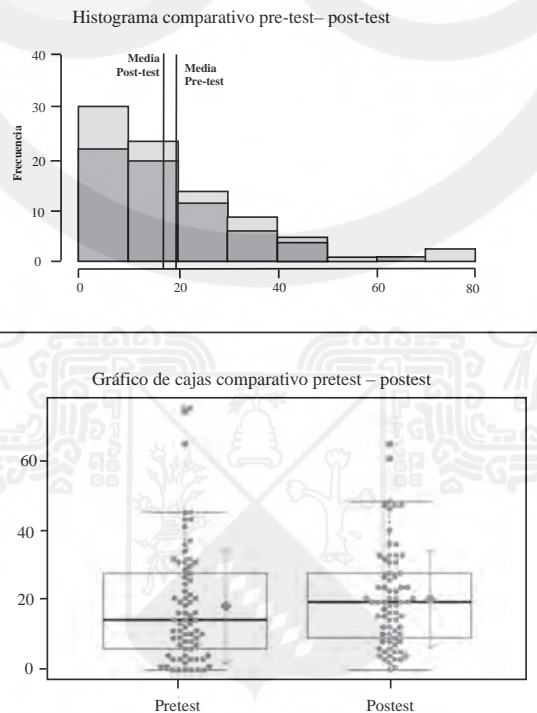 Histograma comparativo pre-test– post-test
40
Media
Post-test
Media
Pre-test
30
Frecuencia
20
10
0
0 20 40 60 80
Gráfico de cajas comparativo pretest – postest
60
40
20
0
Pretest Postest